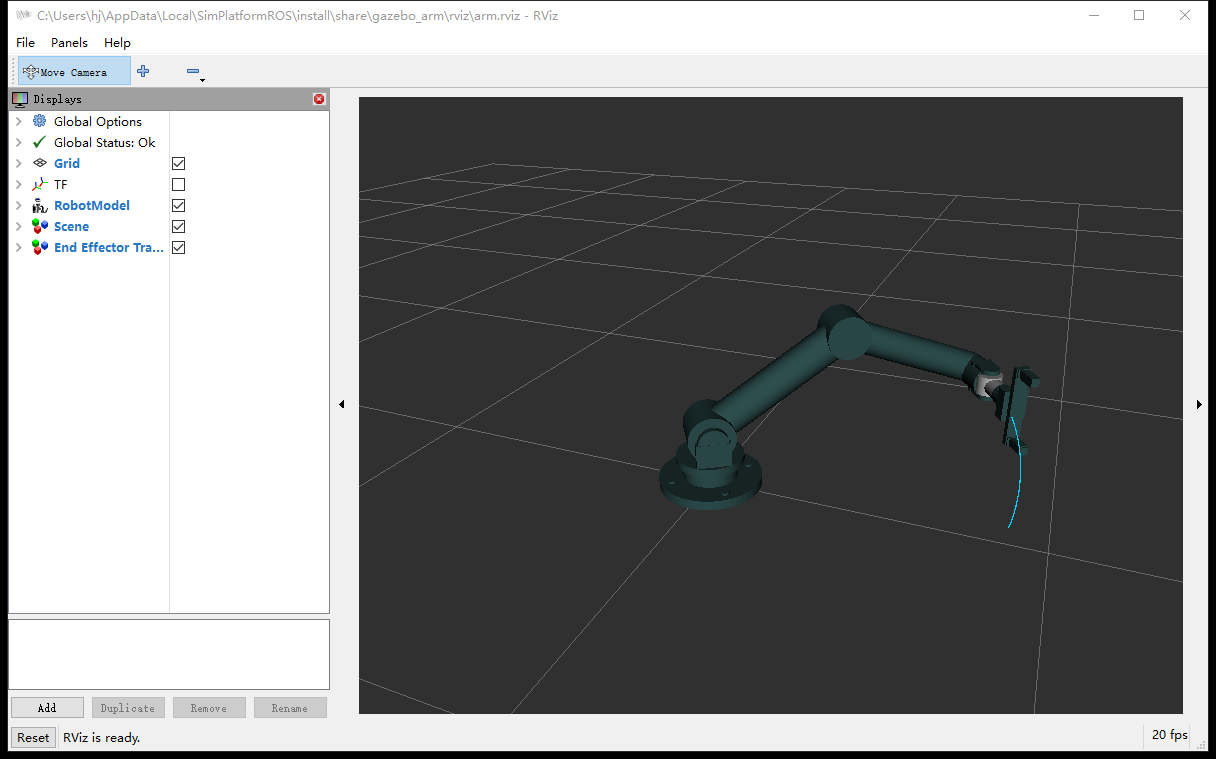 C:\Users\hj\AppData\Local\SimPlatformROS\install\share\gazebo_arm\rviz\arm.rviz - RViz
File Panels Help
Move Camera
Displays
Global Options
Global Status: Ok
Grid
TF
RobotModel
Scene
End Effector Tra...
Add Duplicate Remove Rename
Reset RViz is ready. 20 fps